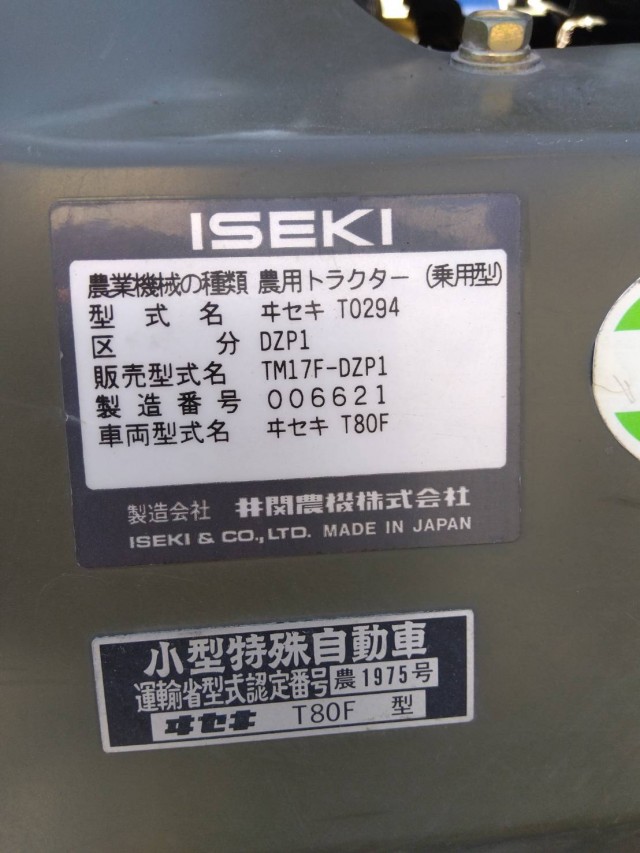 ISEKI
農業機械の種類 農用トラクター (乗用型)
型式名 ヰセキ T0294
区分 DZP1
販売型式名 TM17F-DZP1
製造番号 006621
車両型式名 ヰセキ T80F
製造会社 井関農機株式会社
ISEKI & CO.,LTD. MADE IN JAPAN
小型特殊自動車
運輸省型式認定番号 農1975号
ヰセキ T80F 型